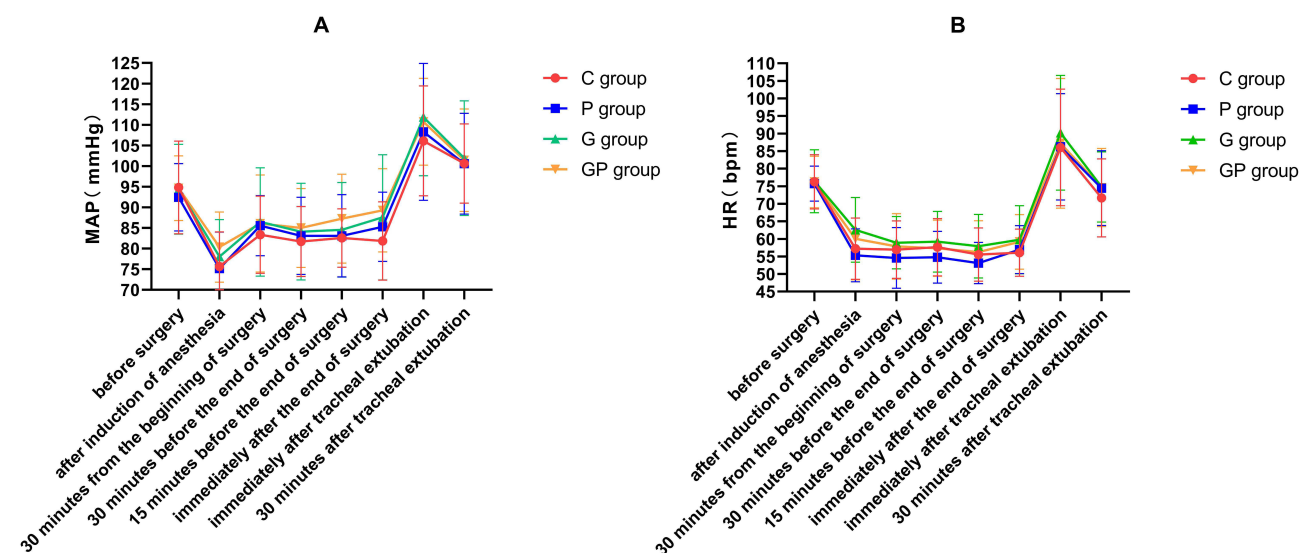 A
MAP ( mmHg)
125
120
115
110
105
100
95
90
85
80
75
70
before surgery
after induction of anesthesia
30 minutes from the beginning of surgery
30 minutes before the end of surgery
15 minutes before the end of surgery
immediately after the end of surgery
immediately after tracheal extubation
30 minutes after tracheal extubation
C group
P group
G group
GP group
B
HR ( bpm )
110
105
100
95
90
85
80
75
70
65
60
55
50
45
before surgery
after induction of anesthesia
30 minutes from the beginning of surgery
30 minutes before the end of surgery
15 minutes before the end of surgery
immediately after the end of surgery
immediately after tracheal extubation
30 minutes after tracheal extubation
C group
P group
G group
GP group